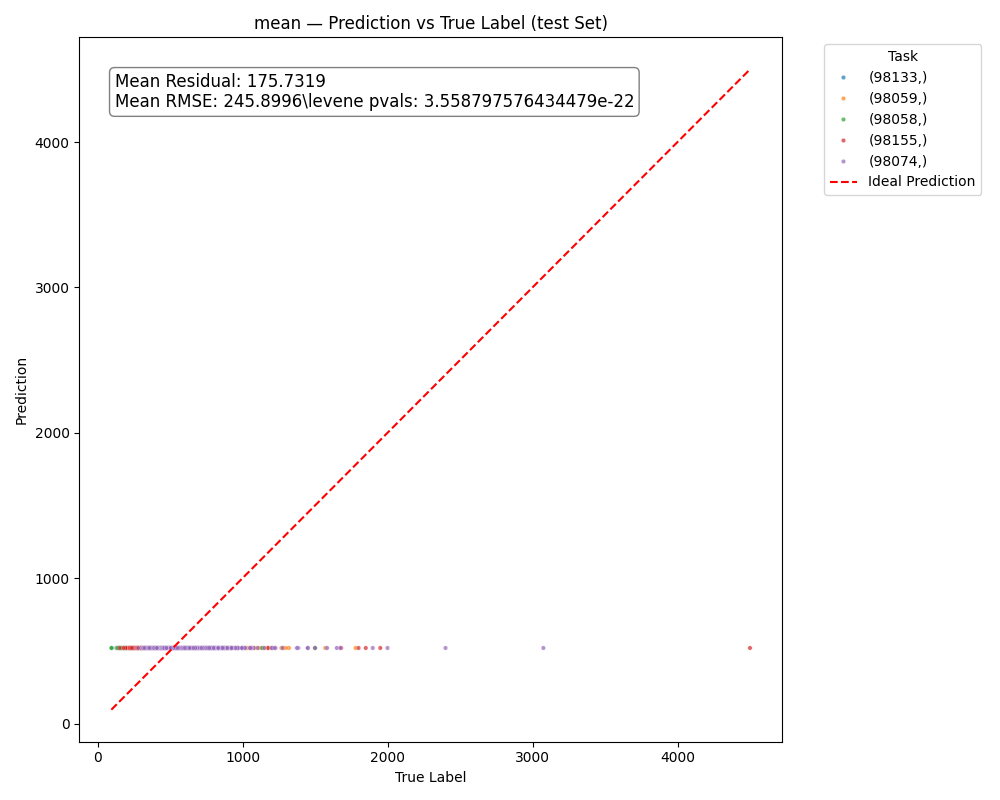 mean — Prediction vs True Label (test Set)
Mean Residual: 175.7319
Mean RMSE: 245.8996\levene pvals: 3.558797576434479e-22
Task
(98133,)
(98059,)
(98058,)
(98155,)
(98074,)
Ideal Prediction
Prediction
4000
3000
2000
1000
0
0 1000 2000 3000 4000
True Label